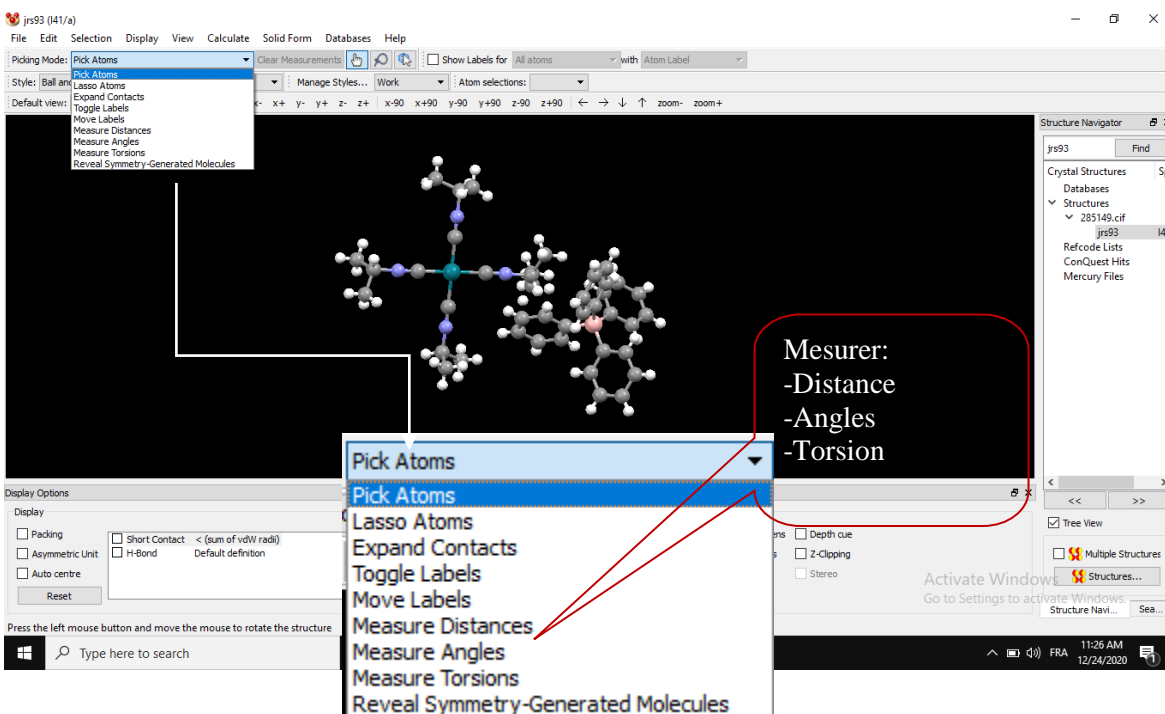 jrs93 (I41/a)
File Edit Selection Display View Calculate Solid Form Databases Help
Picking Mode: Pick Atoms Clear Measurements Show Labels for All atoms with Atom Label
Style: Ball and Manage Styles... Work Atom selections:
Default view: x- x+ y- y+ z- z+ x-90 x+90 y-90 y+90 z-90 z+90 ← → ↓ ↑ zoom- zoom+
Pick Atoms
Lasso Atoms
Expand Contacts
Toggle Labels
Move Labels
Measure Distances
Measure Angles
Measure Torsions
Reveal Symmetry-Generated Molecules
Structure Navigator
jrs93 Find
Crystal Structures
Databases
Structures
285149.cif
jrs93 I4
Refcode Lists
ConQuest Hits
Mercury Files
Mesurer:
-Distance
-Angles
-Torsion
Pick Atoms
Pick Atoms
Lasso Atoms
Expand Contacts
Toggle Labels
Move Labels
Measure Distances
Measure Angles
Measure Torsions
Reveal Symmetry-Generated Molecules
Display Options
Display
Packing
Asymmetric Unit
Auto centre
Reset
Short Contact < (sum of vdW radii)
H-Bond Default definition
Depth cue
Z-Clipping
Stereo
<< >>
Tree View
Multiple Structures
Structures...
Structure Navi... Sea...
Activate Windows
Go to Settings to activate Windows.
Press the left mouse button and move the mouse to rotate the structure
Type here to search
FRA
11:26 AM
12/24/2020
1